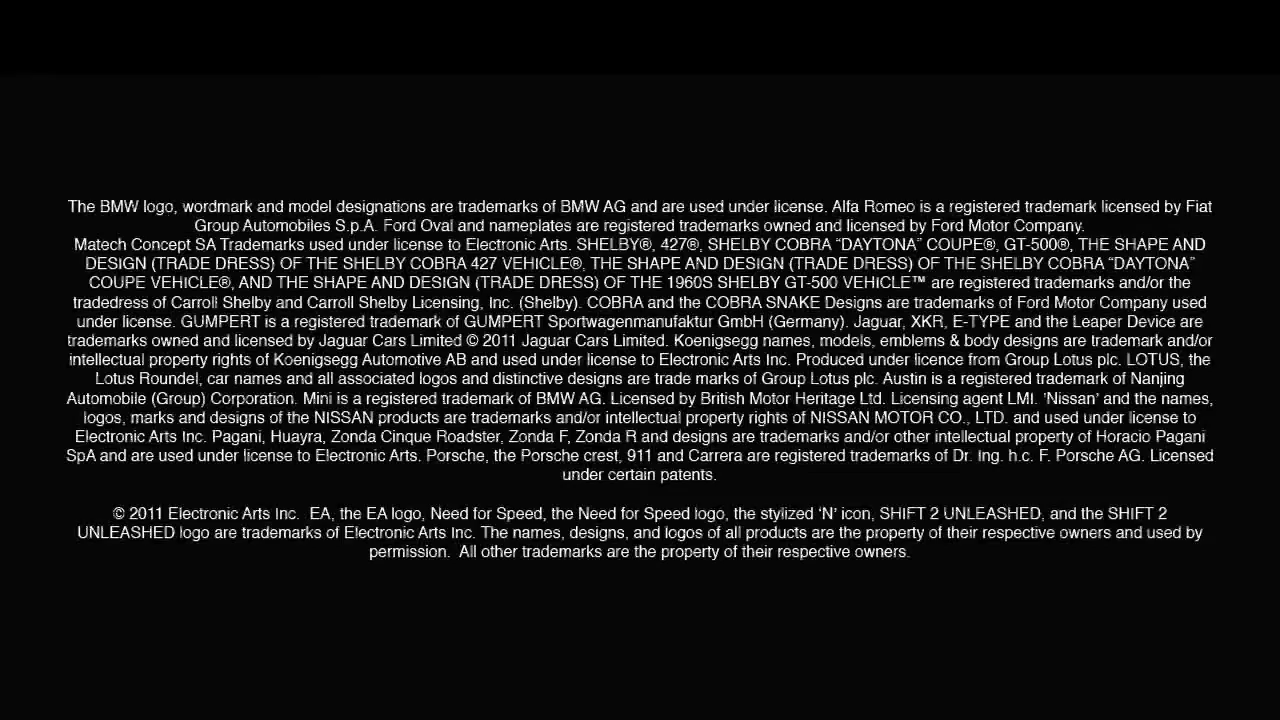 The BMW logo, wordmark and model designations are trademarks of BMW AG and are used under license. Alfa Romeo is a registered trademark licensed by Fiat
Group Automobiles S.p.A. Ford Oval and nameplates are registered trademarks owned and licensed by Ford Motor Company.
Matech Concept SA Trademarks used under license to Electronic Arts. SHELBY®, 427®, SHELBY COBRA “DAYTONA” COUPE®, GT-500®, THE SHAPE AND
DESIGN (TRADE DRESS) OF THE SHELBY COBRA 427 VEHICLE®, THE SHAPE AND DESIGN (TRADE DRESS) OF THE SHELBY COBRA “DAYTONA”
COUPE VEHICLE®, AND THE SHAPE AND DESIGN (TRADE DRESS) OF THE 1960S SHELBY GT-500 VEHICLE™ are registered trademarks and/or the
tradedress of Carroll Shelby and Carroll Shelby Licensing, Inc. (Shelby). COBRA and the COBRA SNAKE Designs are trademarks of Ford Motor Company used
under license. GUMPERT is a registered trademark of GUMPERT Sportwagenmanufaktur GmbH (Germany). Jaguar, XKR, E-TYPE and the Leaper Device are
trademarks owned and licensed by Jaguar Cars Limited © 2011 Jaguar Cars Limited. Koenigsegg names, models, emblems & body designs are trademark and/or
intellectual property rights of Koenigsegg Automotive AB and used under license to Electronic Arts Inc. Produced under licence from Group Lotus plc. LOTUS, the
Lotus Roundel, car names and all associated logos and distinctive designs are trade marks of Group Lotus plc. Austin is a registered trademark of Nanjing
Automobile (Group) Corporation. Mini is a registered trademark of BMW AG. Licensed by British Motor Heritage Ltd. Licensing agent LMI. ‘Nissan’ and the names,
logos, marks and designs of the NISSAN products are trademarks and/or intellectual property rights of NISSAN MOTOR CO., LTD. and used under license to
Electronic Arts Inc. Pagani, Huayra, Zonda Cinque Roadster, Zonda F, Zonda R and designs are trademarks and/or other intellectual property of Horacio Pagani
SpA and are used under license to Electronic Arts. Porsche, the Porsche crest, 911 and Carrera are registered trademarks of Dr. Ing. h.c. F. Porsche AG. Licensed
under certain patents.
© 2011 Electronic Arts Inc.  EA, the EA logo, Need for Speed, the Need for Speed logo, the stylized ‘N’ icon, SHIFT 2 UNLEASHED, and the SHIFT 2
UNLEASHED logo are trademarks of Electronic Arts Inc. The names, designs, and logos of all products are the property of their respective owners and used by
permission.  All other trademarks are the property of their respective owners.